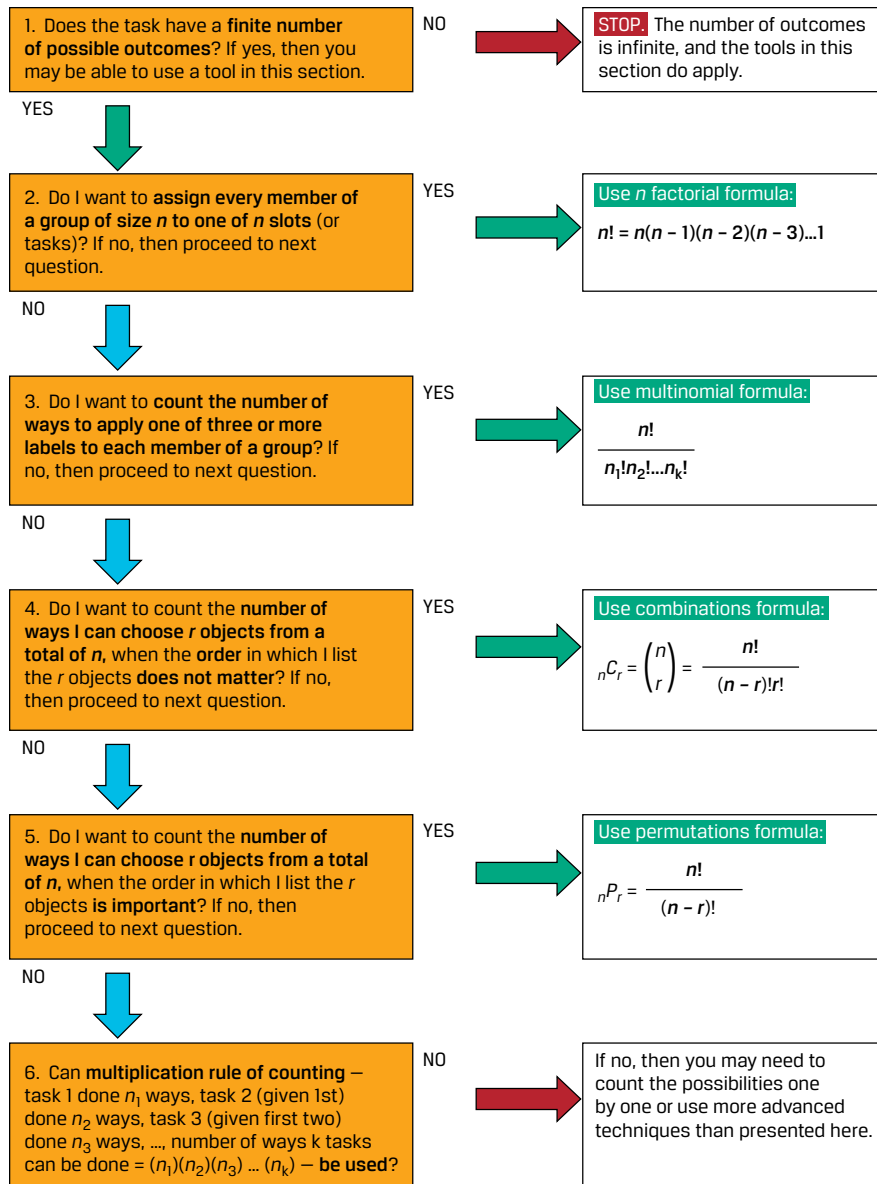 1. Does the task have a finite number
of possible outcomes? If yes, then you
may be able to use a tool in this section.
NO
STOP. The number of outcomes
is infinite, and the tools in this
section do apply.
YES
2. Do I want to assign every member of
a group of size n to one of n slots (or
tasks)? If no, then proceed to next
question.
YES
Use n factorial formula:
n! = n(n – 1)(n – 2)(n – 3)...1
NO
3. Do I want to count the number of
ways to apply one of three or more
labels to each member of a group? If
no, then proceed to next question.
YES
Use multinomial formula:
n!
n₁!n₂!...nₖ!
NO
4. Do I want to count the number of
ways I can choose r objects from a
total of n, when the order in which I list
the r objects does not matter? If no,
then proceed to next question.
YES
Use combinations formula:
nCr = (n r) = n! / (n – r)!r!
NO
5. Do I want to count the number of
ways I can choose r objects from a total
of n, when the order in which I list the r
objects is important? If no, then
proceed to next question.
YES
Use permutations formula:
nPr = n! / (n – r)!
NO
6. Can multiplication rule of counting –
task 1 done n₁ ways, task 2 (given 1st)
done n₂ ways, task 3 (given first two)
done n₃ ways, ..., number of ways k tasks
can be done = (n₁)(n₂)(n₃) ... (nₖ) – be used?
NO
If no, then you may need to
count the possibilities one
by one or use more advanced
techniques than presented here.